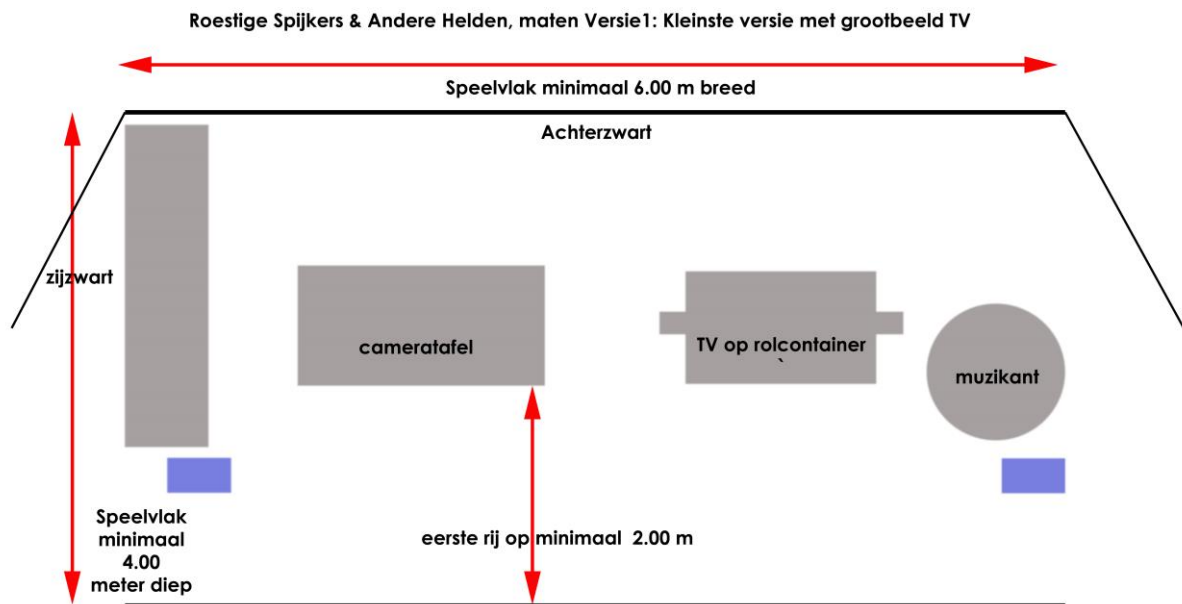 Roestige Spijkers & Andere Helden, maten Versie1: Kleinste versie met grootbeeld TV
Speelvlak minimaal 6.00 m breed
Achterzwart
zijzwart
cameratafel
TV op rolcontainer
`
muzikant
eerste rij op minimaal 2.00 m
Speelvlak
minimaal
4.00
meter diep